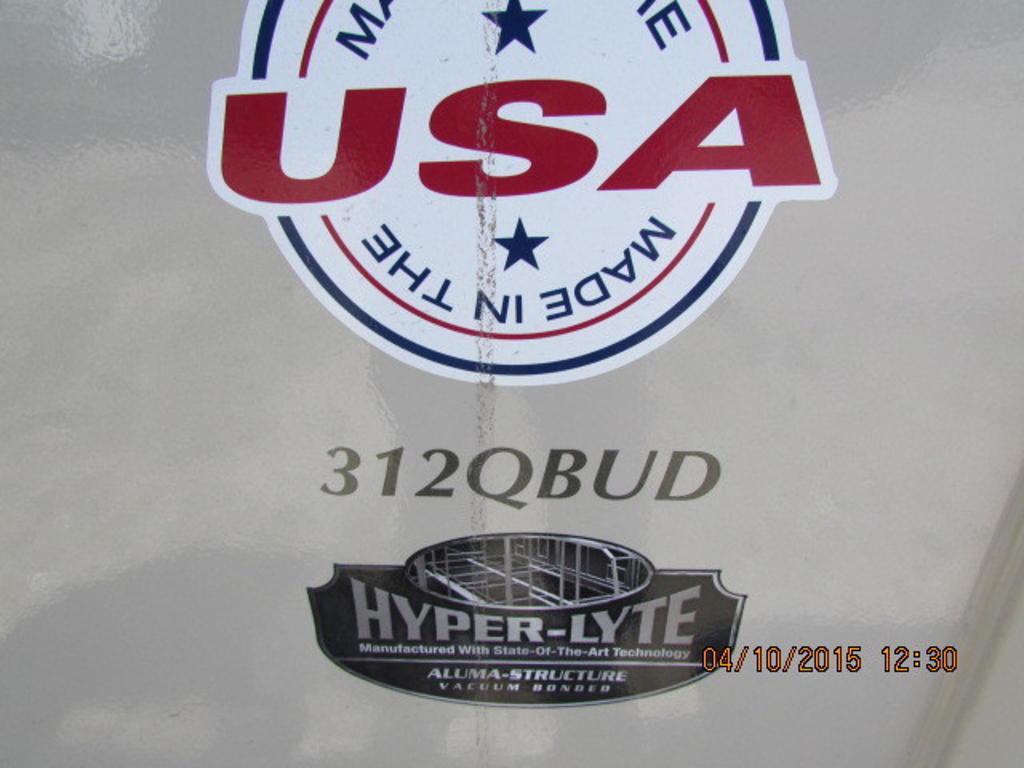 USA
MADE IN THE
312QBUD
HYPER-LYTE
Manufactured With State-Of-The-Art Technology
ALUMA-STRUCTURE
VACUUM BONDED
04/10/2015 12:30